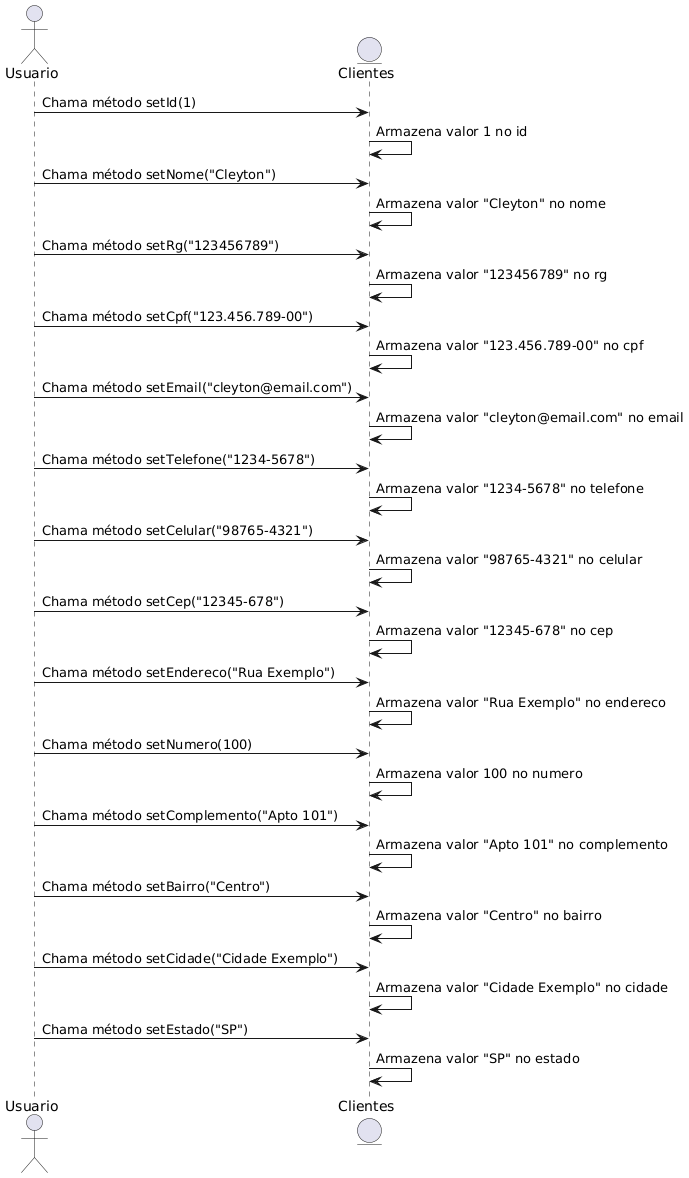 Usuario
Clientes
Chama método setId(1)
Armazena valor 1 no id
Chama método setNome("Cleyton")
Armazena valor "Cleyton" no nome
Chama método setRg("123456789")
Armazena valor "123456789" no rg
Chama método setCpf("123.456.789-00")
Armazena valor "123.456.789-00" no cpf
Chama método setEmail("cleyton@email.com")
Armazena valor "cleyton@email.com" no email
Chama método setTelefone("1234-5678")
Armazena valor "1234-5678" no telefone
Chama método setCelular("98765-4321")
Armazena valor "98765-4321" no celular
Chama método setCep("12345-678")
Armazena valor "12345-678" no cep
Chama método setEndereco("Rua Exemplo")
Armazena valor "Rua Exemplo" no endereco
Chama método setNumero(100)
Armazena valor 100 no numero
Chama método setComplemento("Apto 101")
Armazena valor "Apto 101" no complemento
Chama método setBairro("Centro")
Armazena valor "Centro" no bairro
Chama método setCidade("Cidade Exemplo")
Armazena valor "Cidade Exemplo" no cidade
Chama método setEstado("SP")
Armazena valor "SP" no estado
Usuario
Clientes